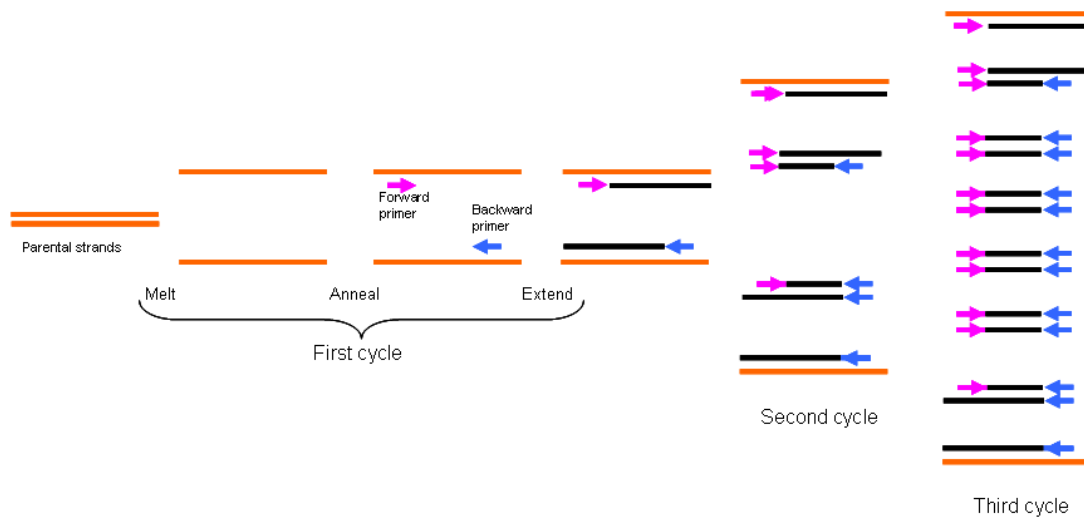 Parental strands
Forward
primer
Backward
primer
Melt
Anneal
Extend
First cycle
Second cycle
Third cycle